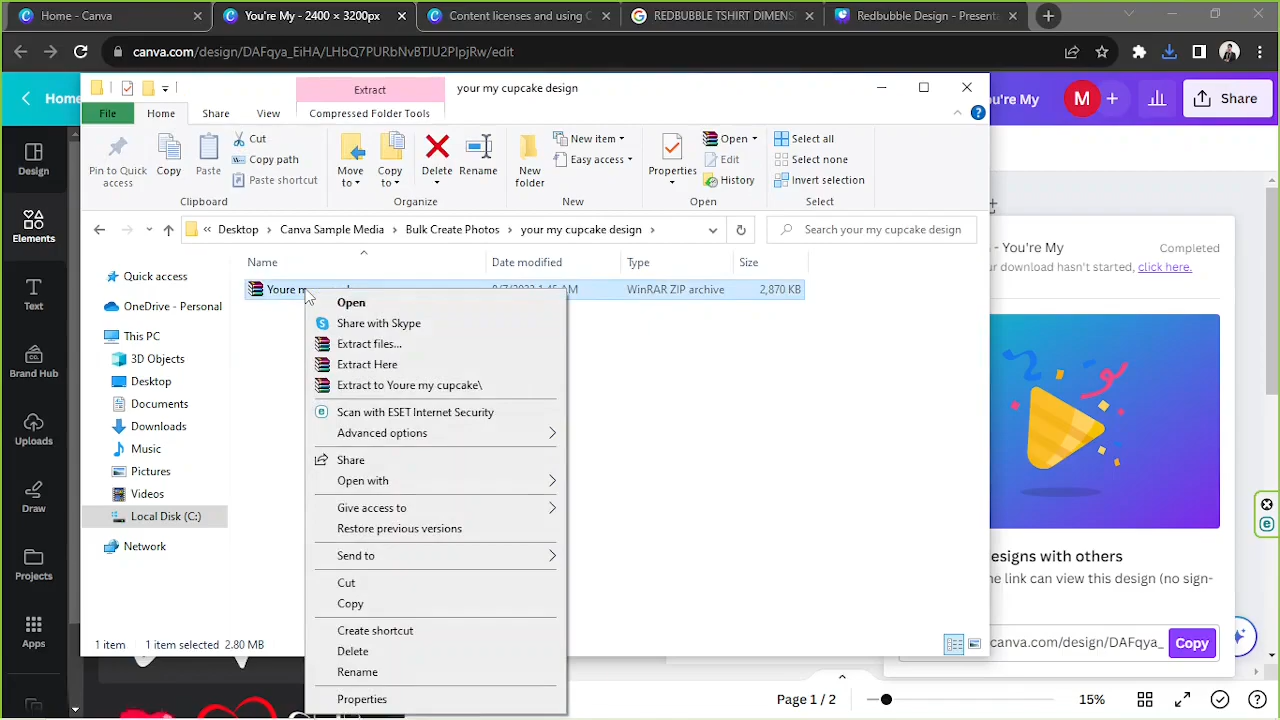 Home - Canva
You're My - 2400 × 3200px
Content licenses and using C
REDBUBBLE TSHIRT DIMENS
Redbubble Design - Presenta
canva.com/design/DAFqya_EiHA/LHbQ7PURbNvBTJU2PIpjRw/edit
Home
Extract
your my cupcake design
File
Home
Share
View
Compressed Folder Tools
ou're My
M
Share
Pin to Quick access
Copy
Paste
Cut
Copy path
Paste shortcut
Move to
Copy to
Delete
Rename
New folder
New item
Easy access
Properties
Open
Edit
History
Select all
Select none
Invert selection
Clipboard
Organize
New
Open
Select
« Desktop > Canva Sample Media > Bulk Create Photos > your my cupcake design >
Search your my cupcake design
Name
Date modified
Type
Size
WinRAR ZIP archive
2,870 KB
Quick access
OneDrive - Personal
This PC
3D Objects
Desktop
Documents
Downloads
Music
Pictures
Videos
Local Disk (C:)
Network
Open
Share with Skype
Extract files...
Extract Here
Extract to Youre my cupcake\
Scan with ESET Internet Security
Advanced options
Share
Open with
Give access to
Restore previous versions
Send to
Cut
Copy
Create shortcut
Delete
Rename
Properties
1 item
1 item selected 2.80 MB
Design
Elements
Text
Brand Hub
Uploads
Draw
Projects
Apps
- You're My
Completed
ur download hasn't started, click here.
esigns with others
e link can view this design (no sign-
canva.com/design/DAFqya_
Copy
Page 1 / 2
15%